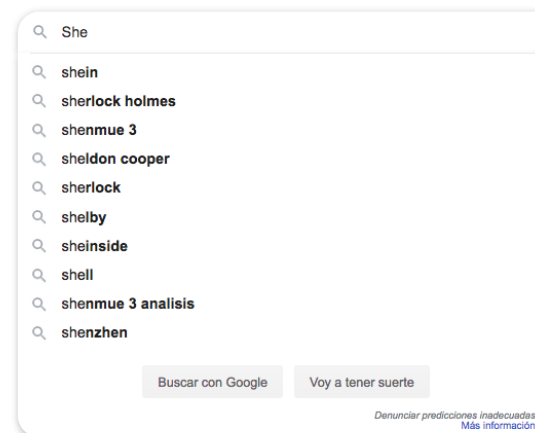 She
shein
sherlock holmes
shenmue 3
sheldon cooper
sherlock
shelby
sheinside
shell
shenmue 3 analisis
shenzhen
Buscar con Google Voy a tener suerte
Denunciar predicciones inadecuadas
Más información